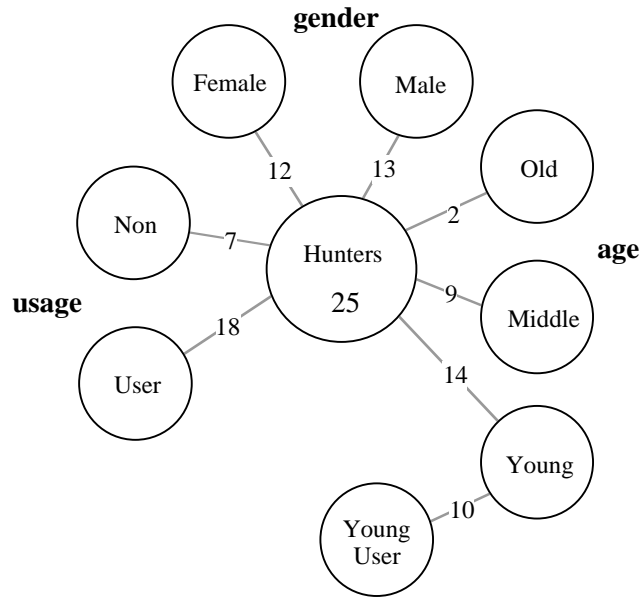 gender
Female
Male
Old
12
13
2
Non
7
Hunters
25
age
9
Middle
usage
18
User
14
Young
10
Young
User